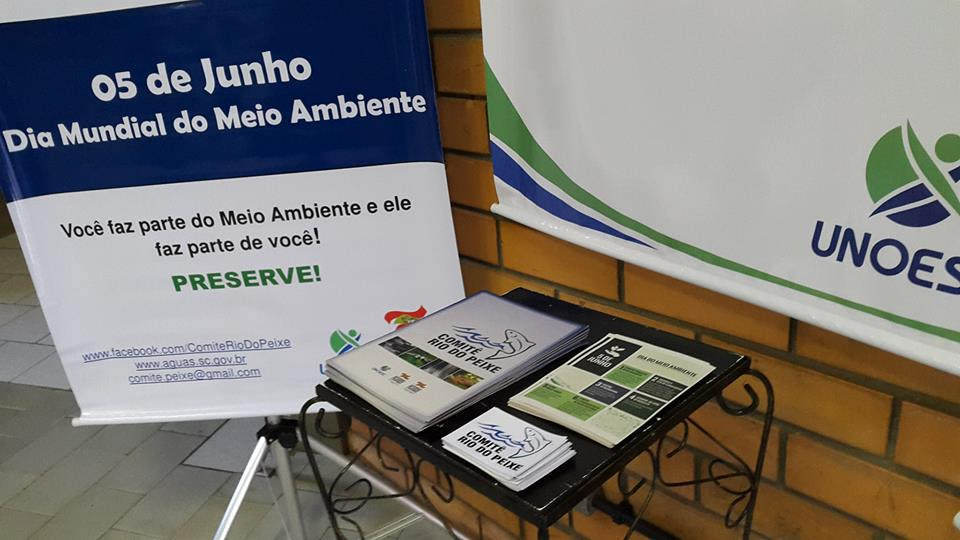 05 de Junho
Dia Mundial do Meio Ambiente
Você faz parte do Meio Ambiente e ele
faz parte de você!
PRESERVE!
www.facebook.com/ComiteRioDoPeixe
www.aguas.sc.gov.br
comite.peixe@gmail.com
UNOES
COMITÊ
RIO DO PEIXE
5 DE
JUNHO
DIA DO MEIO AMBIENTE
COMITÊ
RIO DO PEIXE